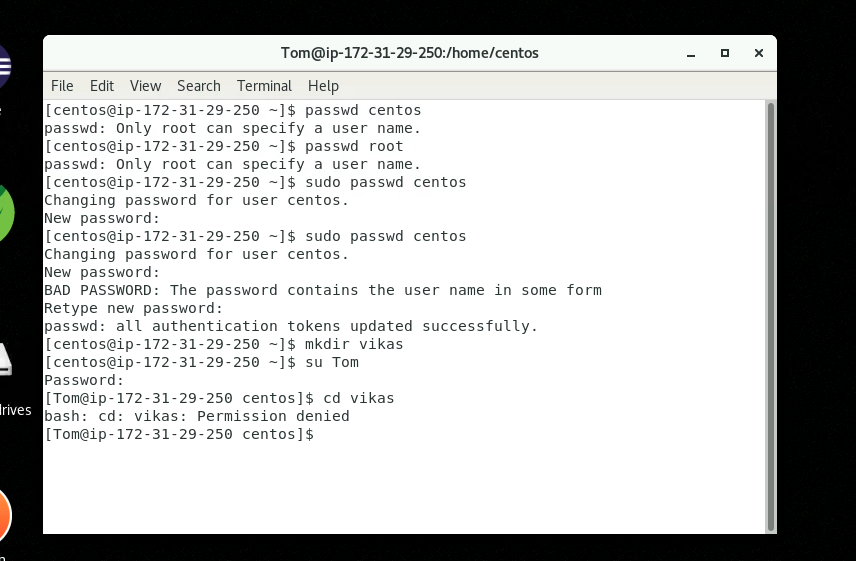 Tom@ip-172-31-29-250:/home/centos
File Edit View Search Terminal Help
[centos@ip-172-31-29-250 ~]$ passwd centos
passwd: Only root can specify a user name.
[centos@ip-172-31-29-250 ~]$ passwd root
passwd: Only root can specify a user name.
[centos@ip-172-31-29-250 ~]$ sudo passwd centos
Changing password for user centos.
New password:
[centos@ip-172-31-29-250 ~]$ sudo passwd centos
Changing password for user centos.
New password:
BAD PASSWORD: The password contains the user name in some form
Retype new password:
passwd: all authentication tokens updated successfully.
[centos@ip-172-31-29-250 ~]$ mkdir vikas
[centos@ip-172-31-29-250 ~]$ su Tom
Password:
[Tom@ip-172-31-29-250 centos]$ cd vikas
bash: cd: vikas: Permission denied
[Tom@ip-172-31-29-250 centos]$